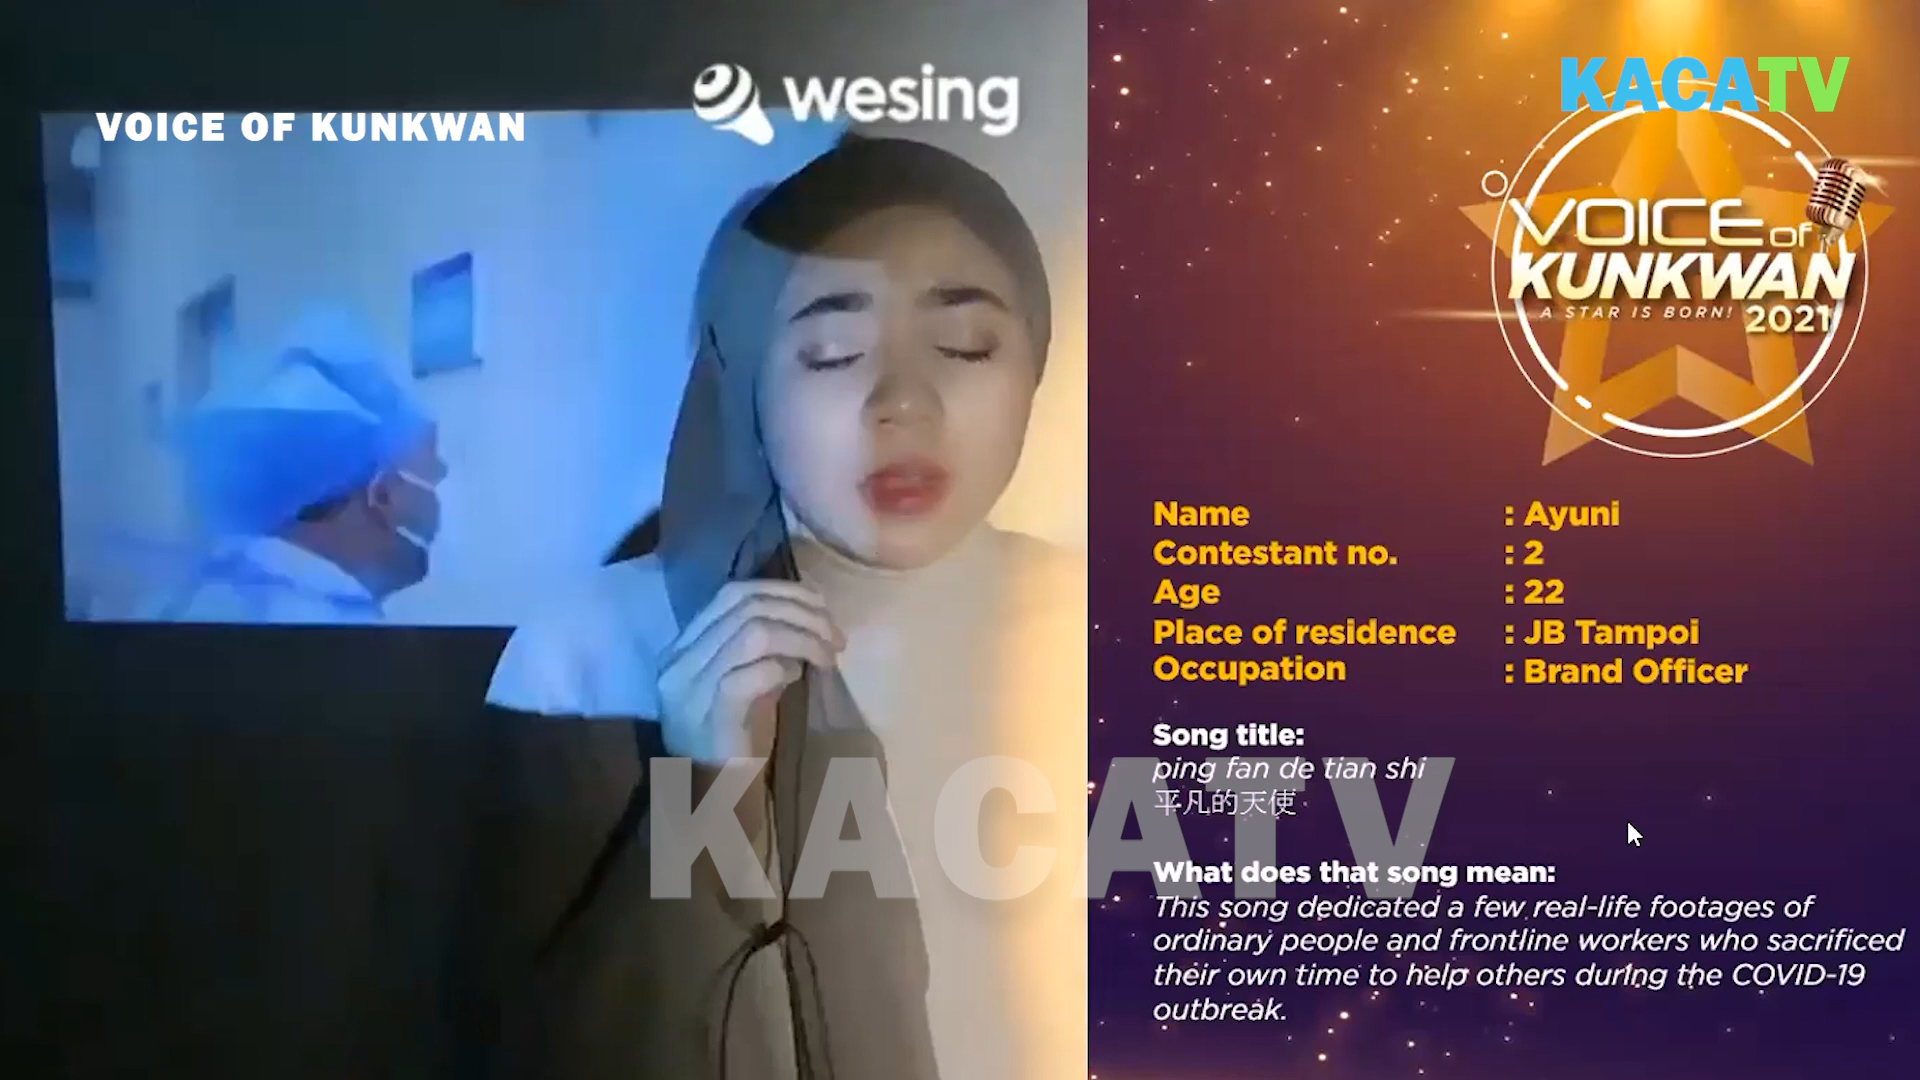 VOICE OF KUNKWAN
wesing
KACATV
VOICE of
KUNKWAN
A STAR IS BORN! 2021
Name : Ayuni
Contestant no. : 2
Age : 22
Place of residence : JB Tampoi
Occupation : Brand Officer
Song title:
ping fan de tian shi
平凡的天使
KACATV
What does that song mean:
This song dedicated a few real-life footages of
ordinary people and frontline workers who sacrificed
their own time to help others during the COVID-19
outbreak.